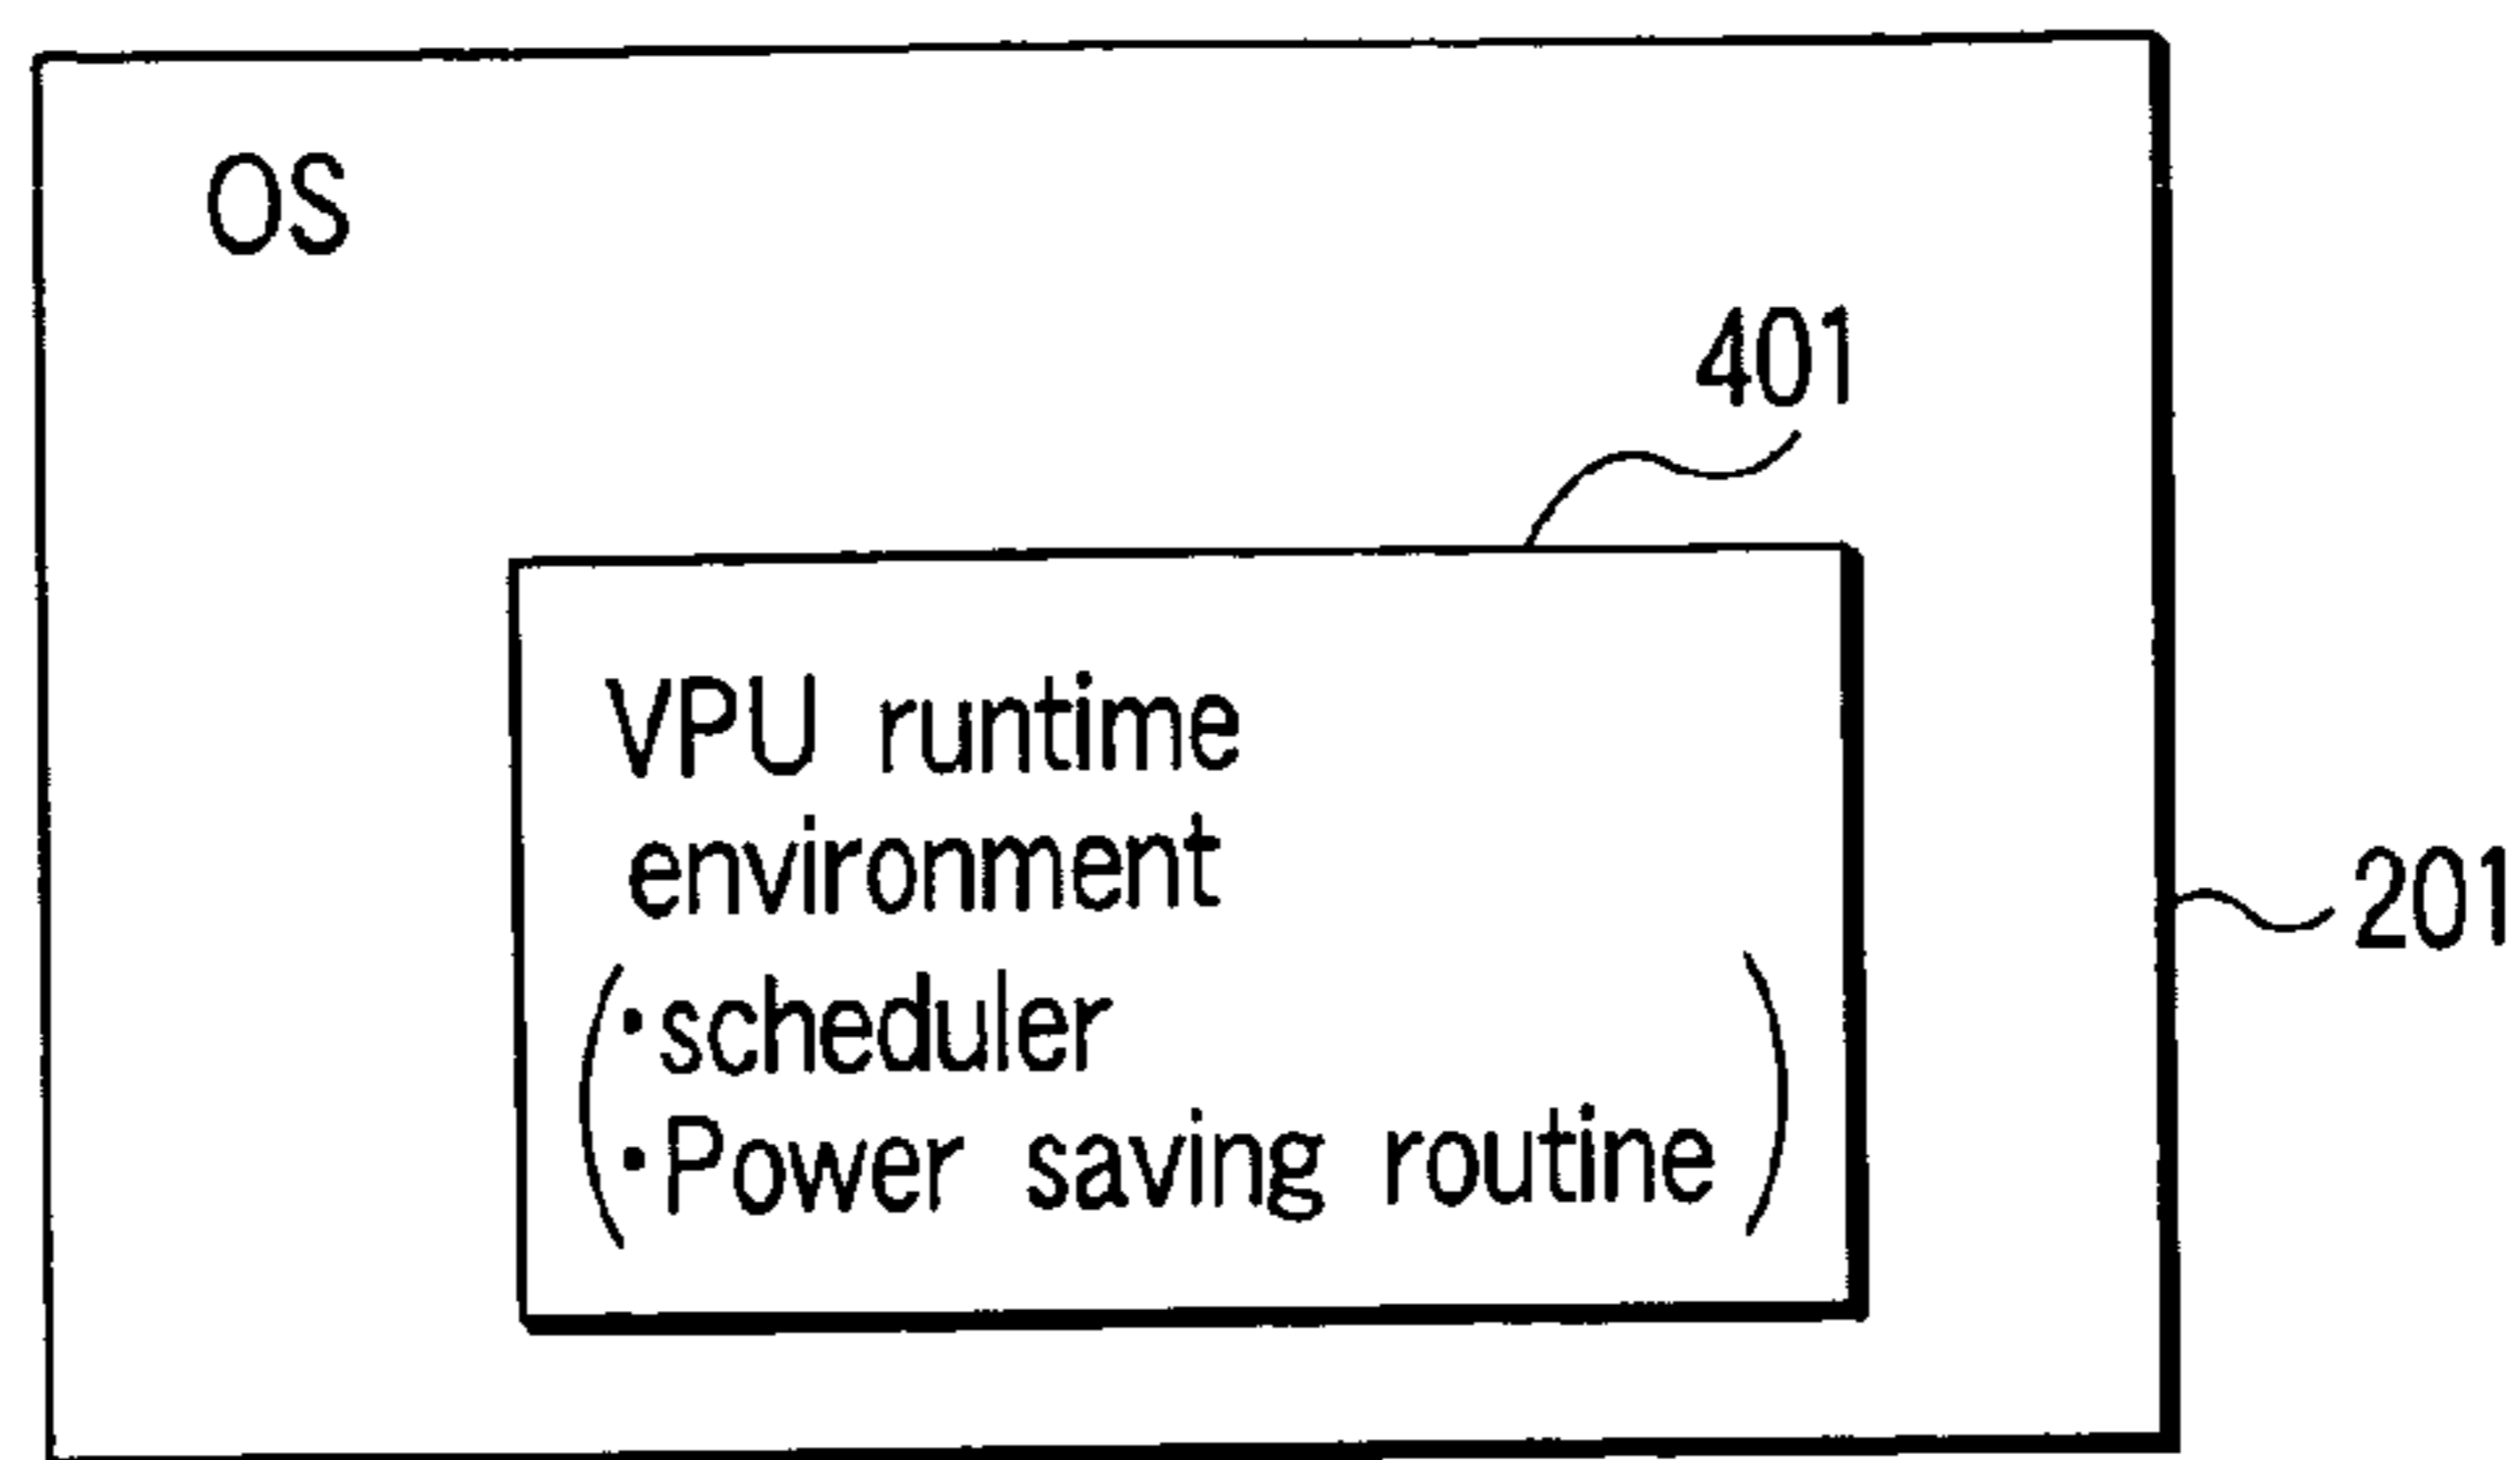 OS
401
VPU runtime
environment
・scheduler
・Power saving routine
201